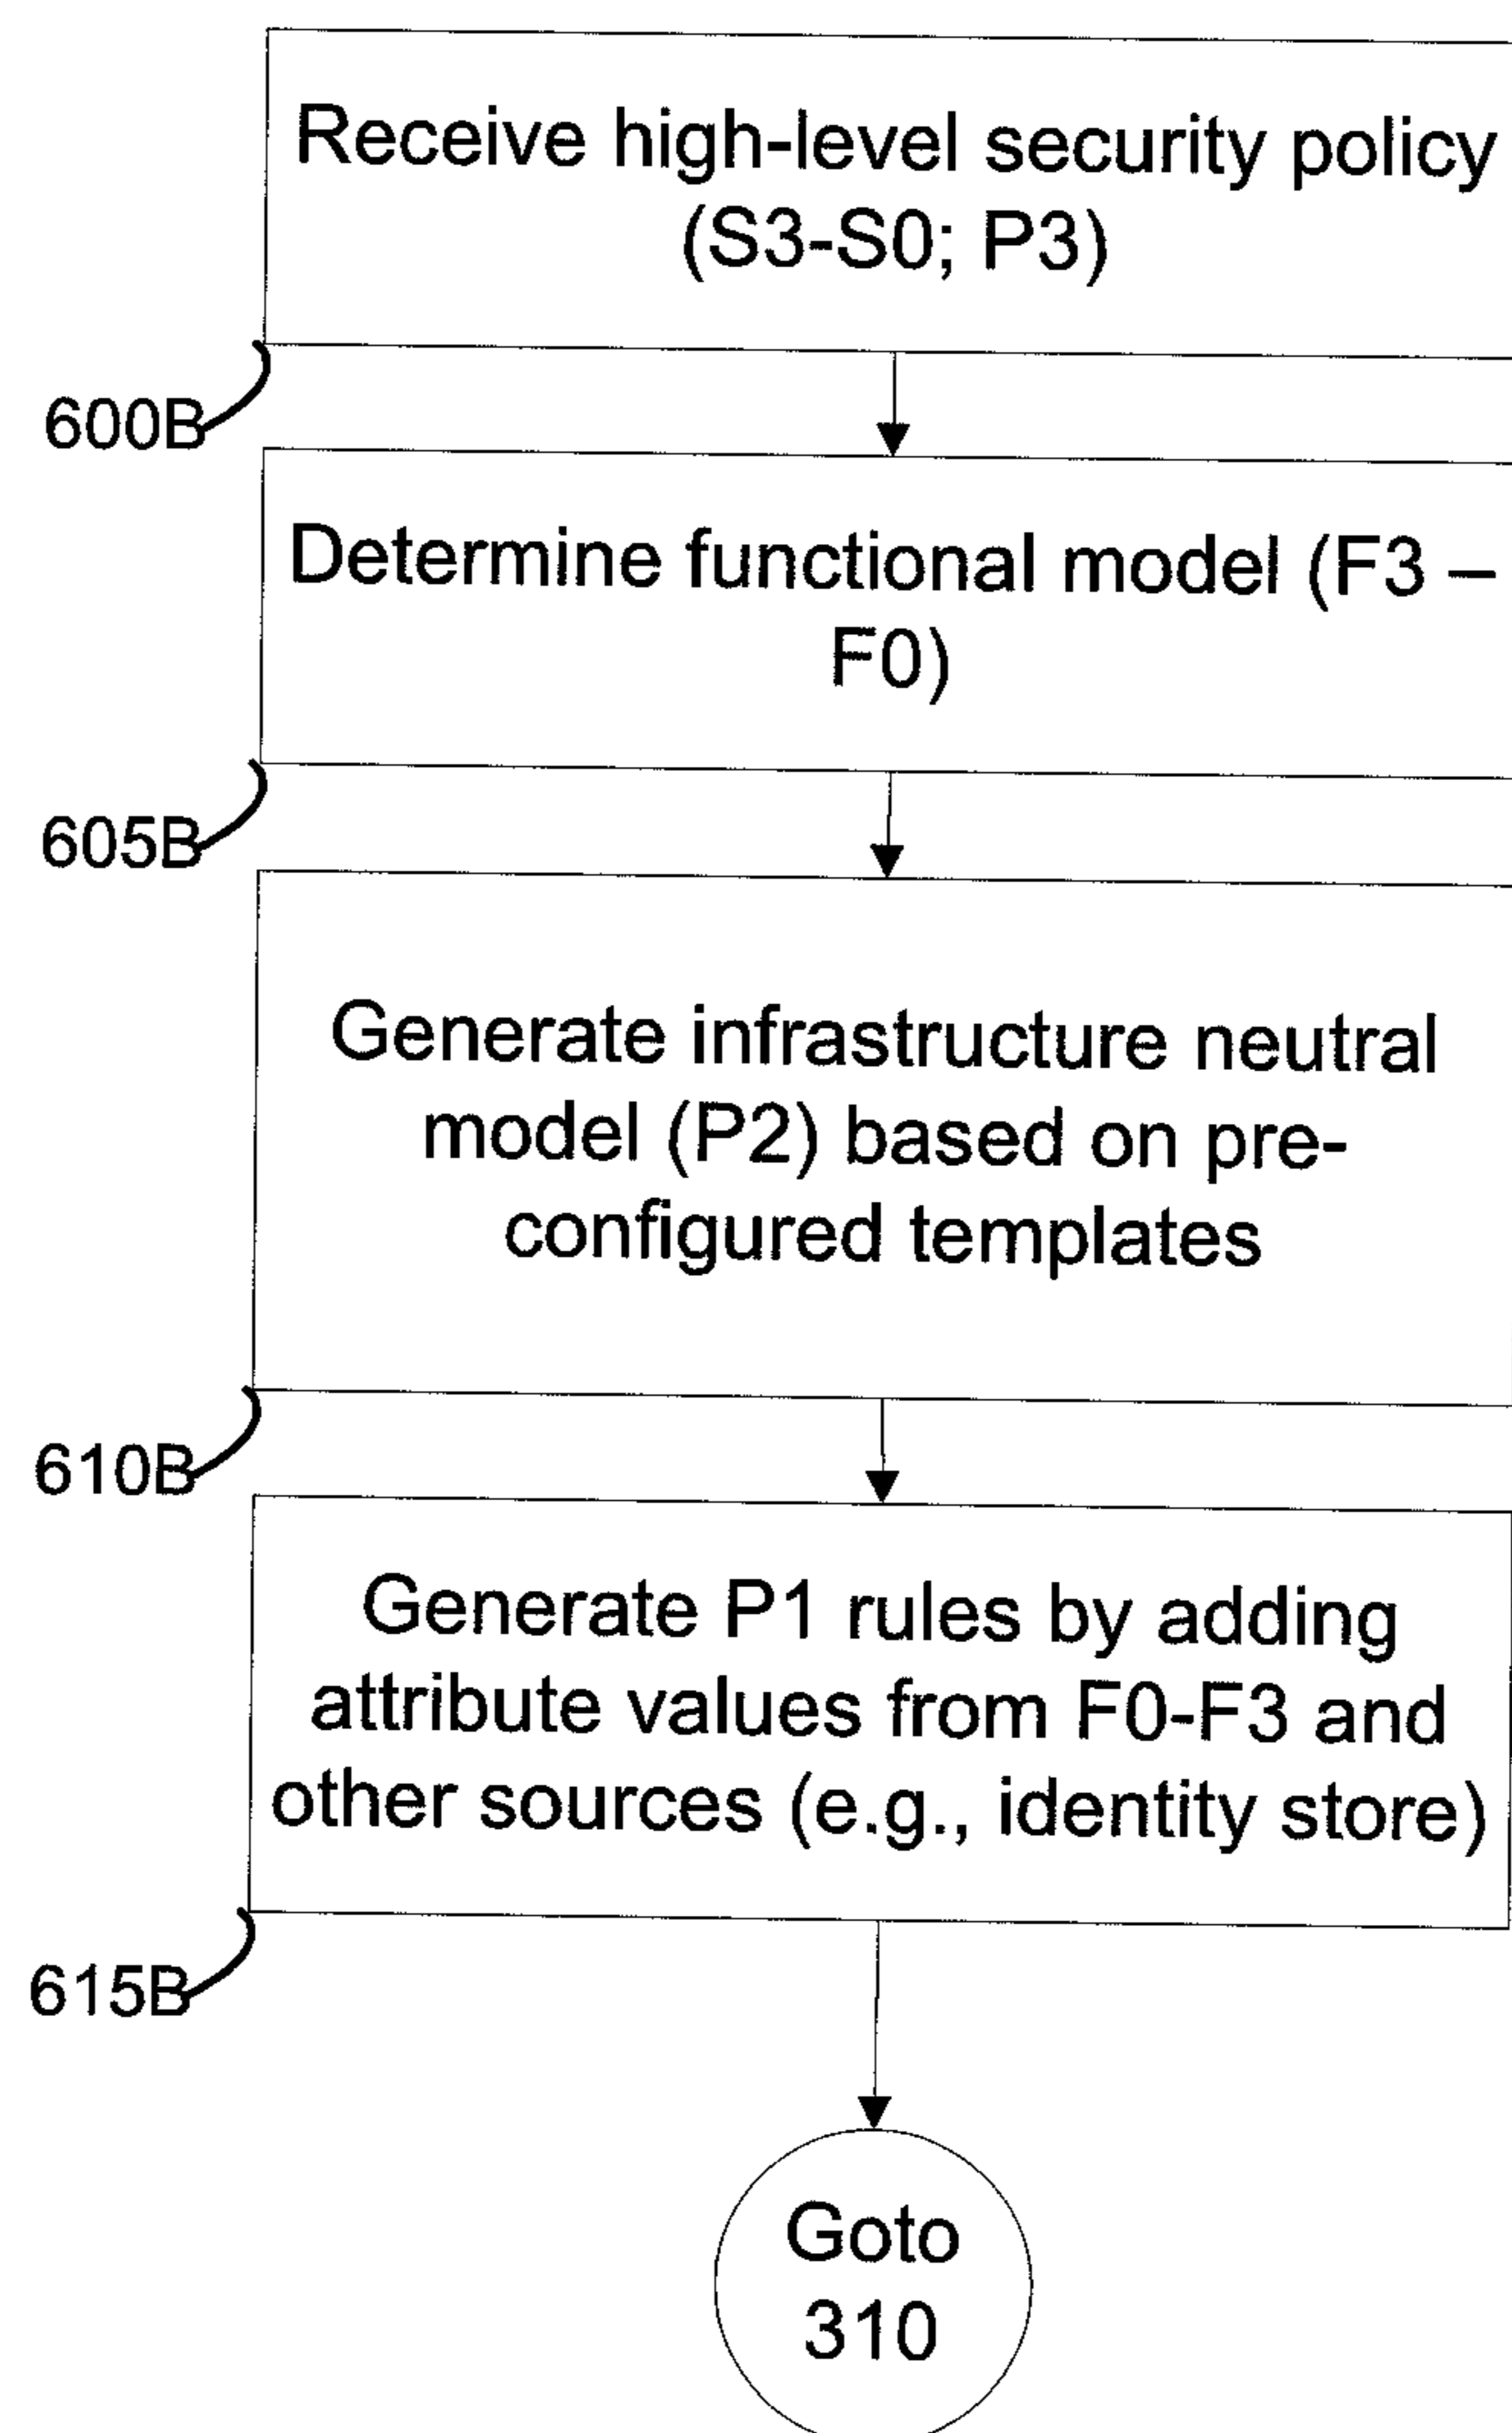 Receive high-level security policy
(S3-S0; P3)
600B
Determine functional model (F3 –
F0)
605B
Generate infrastructure neutral
model (P2) based on pre-
configured templates
610B
Generate P1 rules by adding
attribute values from F0-F3 and
other sources (e.g., identity store)
615B
Goto
310